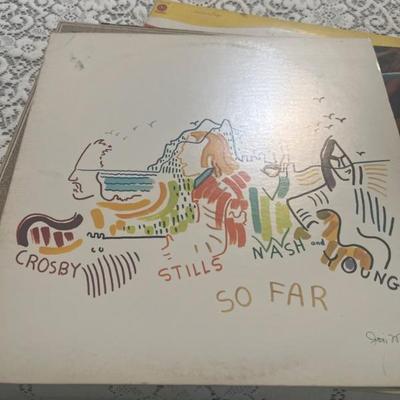 CROSBY STILLS NASH and YOUNG
SO FAR